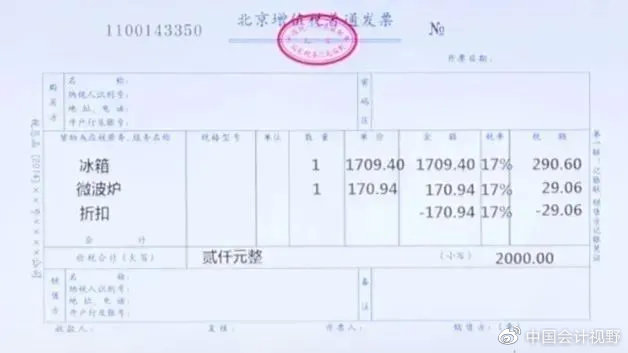 北京增值税普通发票
1100143350 №
开票日期：
购买方
名 称：
纳税人识别号：
地 址、电 话：
开户行及账号：
密码区
货物或应税劳务、服务名称 规格型号 单位 数量 单价 金额 税率 税额
冰箱 1 1709.40 1709.40 17% 290.60
微波炉 1 170.94 170.94 17% 29.06
折扣 -170.94 17% -29.06
合 计
价税合计（大写） 贰仟元整 （小写） 2000.00
销售方
名 称：
纳税人识别号：
地 址、电 话：
开户行及账号：
备注
收款人： 复核： 开票人： 销售方：（章）
第一联：记账联 销售方记账凭证
@中国会计视野